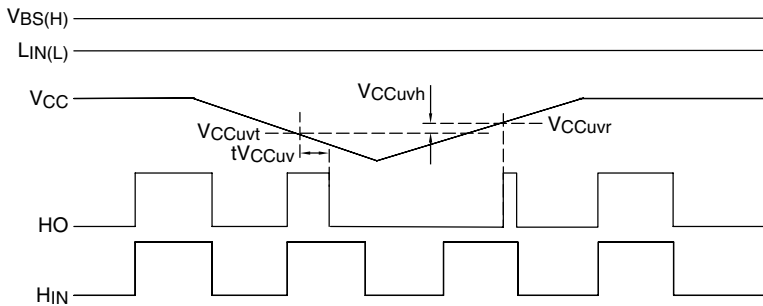 VBS(H)
LIN(L)
VCC
VCCuvh
VCCuvt
VCCuvr
tVCCuv
HO
HIN